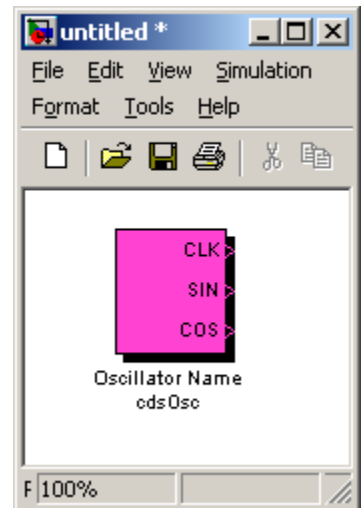 untitled *
File Edit View Simulation
Format Tools Help
CLK
SIN
COS
Oscillator Name
cdsOsc
F 100%